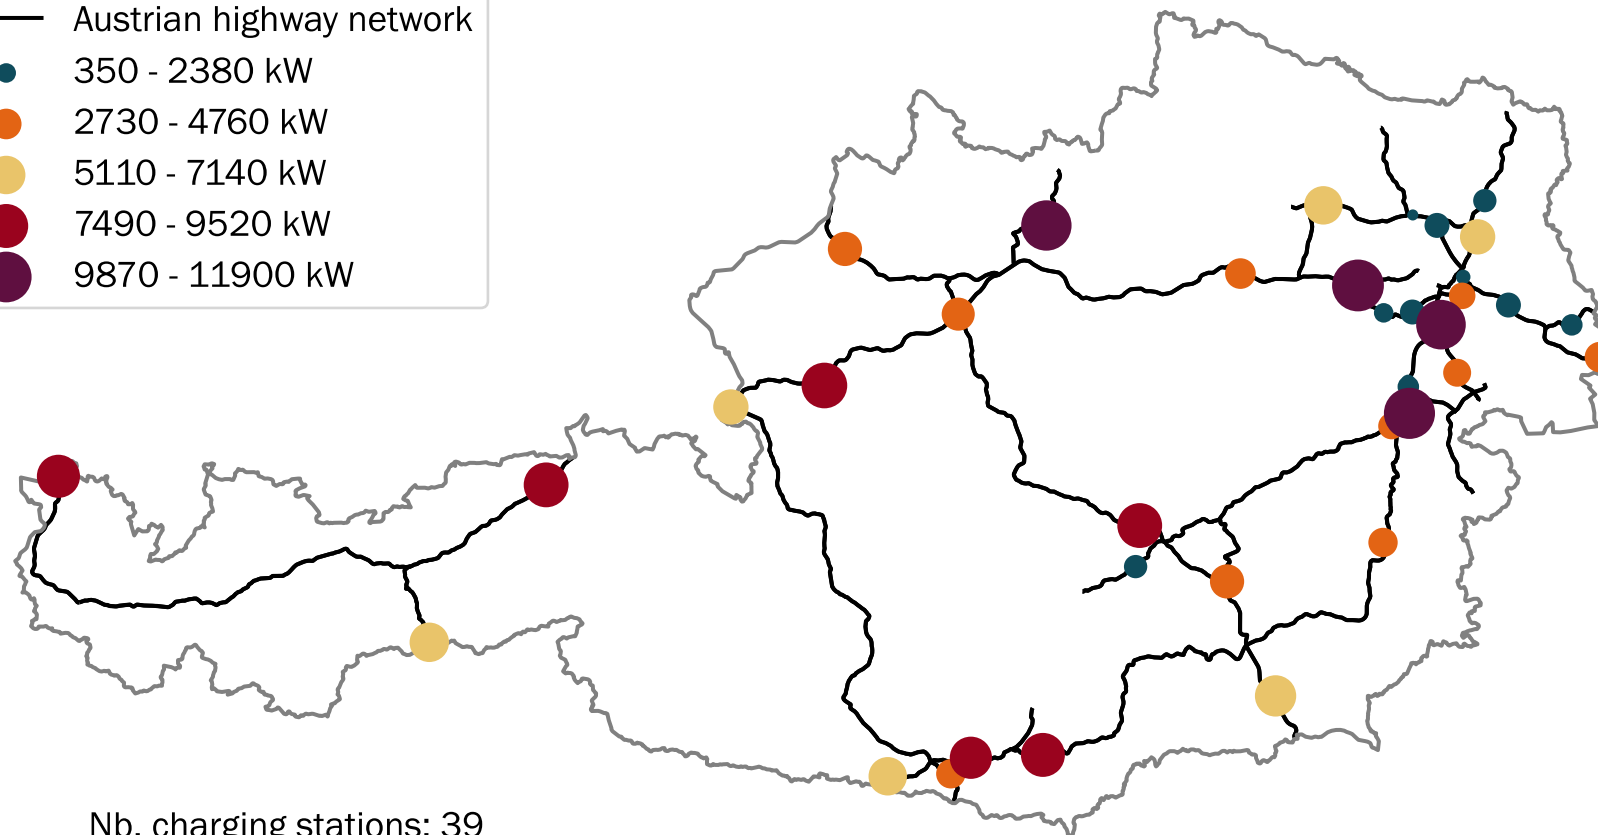 Austrian highway network
350 - 2380 kW
2730 - 4760 kW
5110 - 7140 kW
7490 - 9520 kW
9870 - 11900 kW
Nb. charging stations: 39